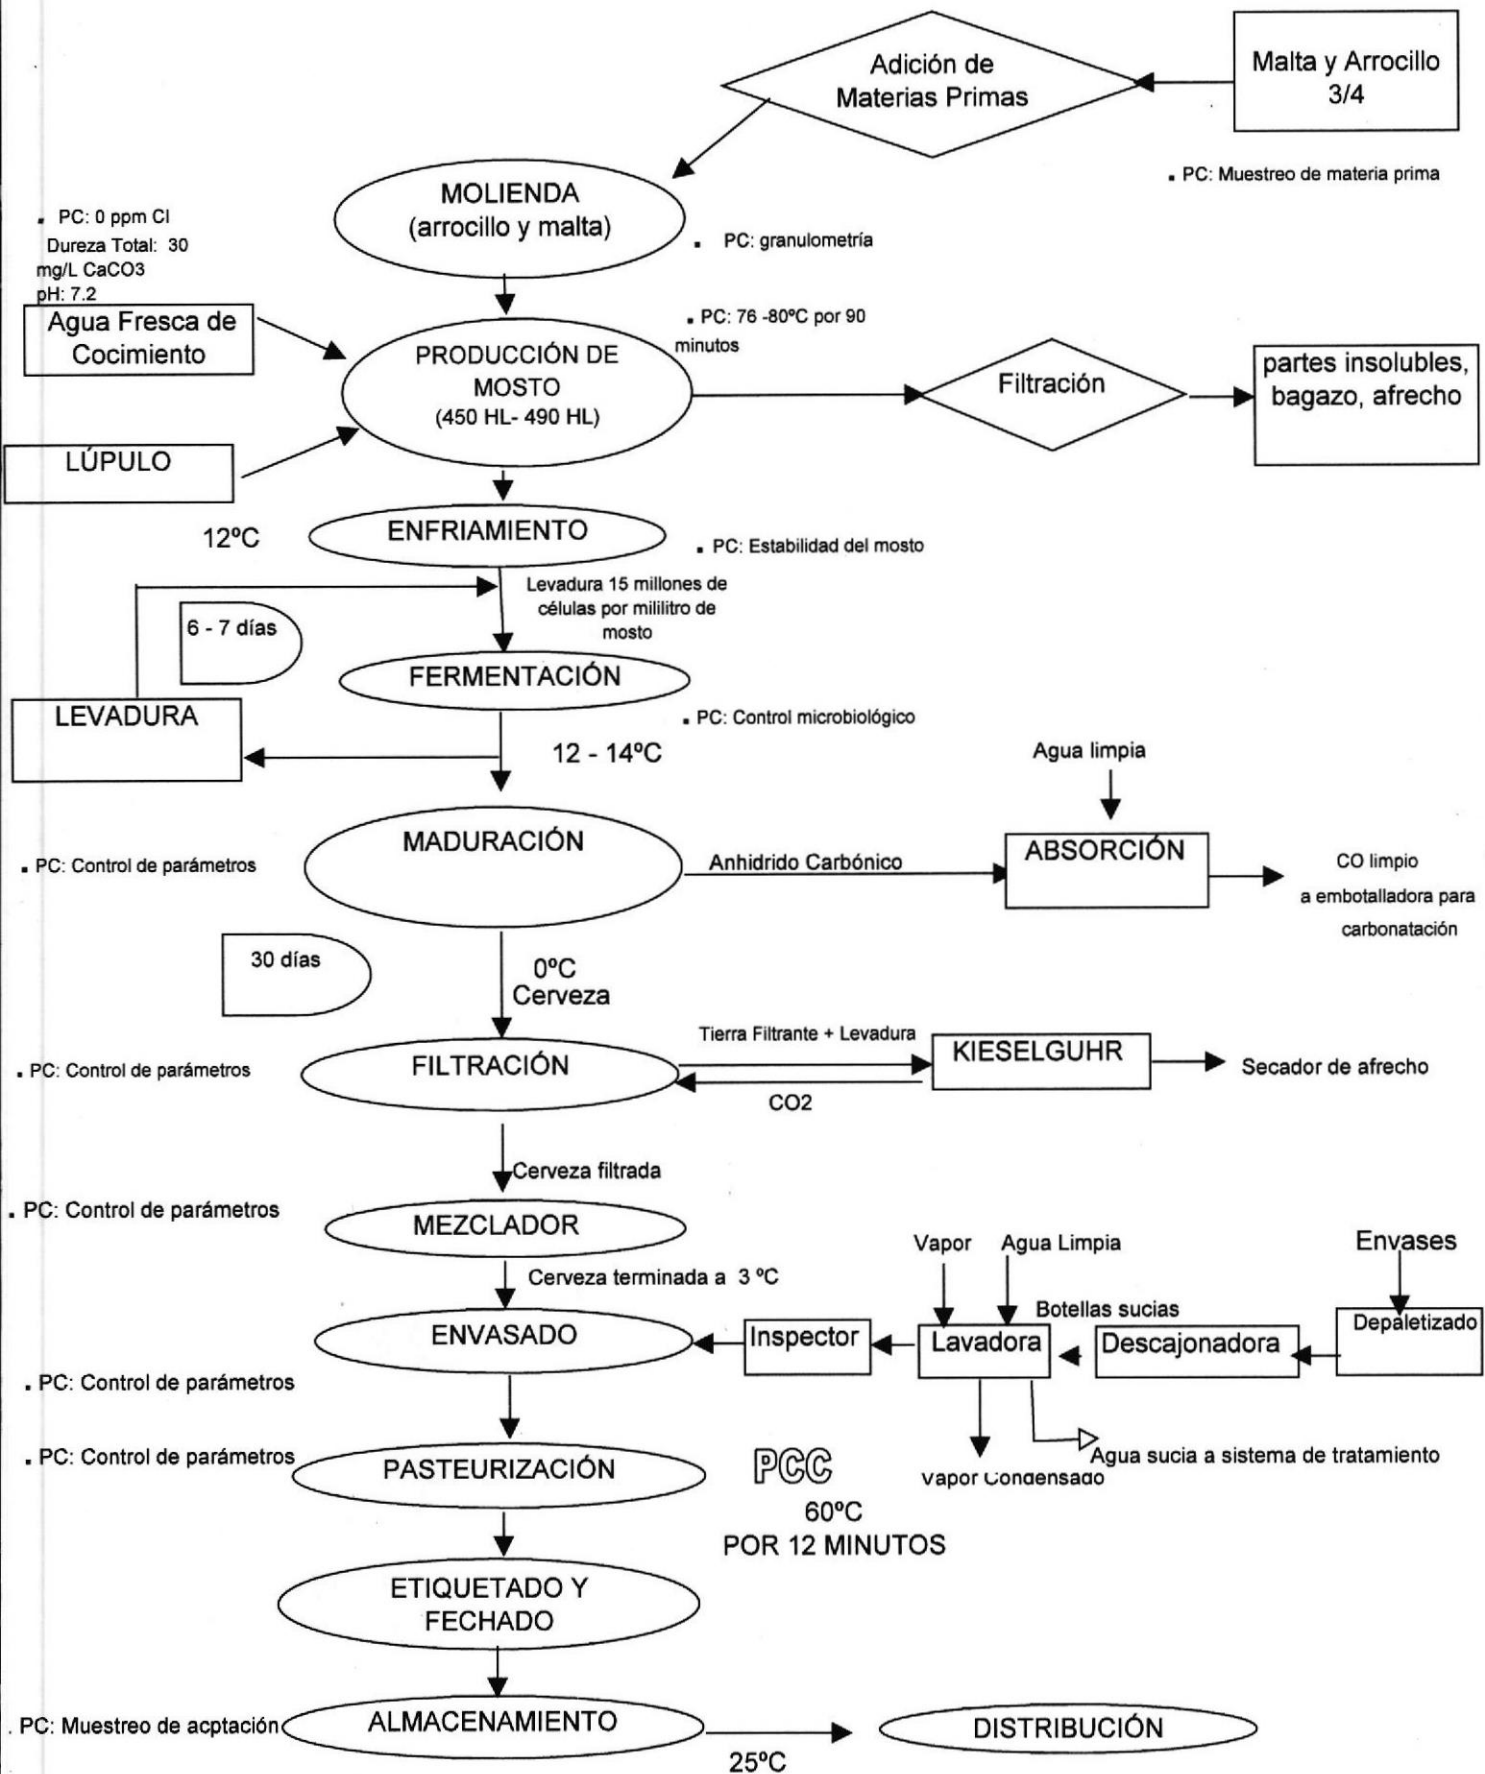 Adición de
Materias Primas
Malta y Arrocillo
3/4
▪ PC: Muestreo de materia prima
MOLIENDA
(arrocillo y malta)
▪ PC: granulometría
▪ PC: 0 ppm Cl
Dureza Total: 30
mg/L CaCO3
pH: 7.2
Agua Fresca de
Cocimiento
PRODUCCIÓN DE
MOSTO
(450 HL- 490 HL)
▪ PC: 76 -80ºC por 90
minutos
Filtración
partes insolubles,
bagazo, afrecho
LÚPULO
12ºC
ENFRIAMIENTO
▪ PC: Estabilidad del mosto
Levadura 15 millones de
células por mililitro de
mosto
6 - 7 días
FERMENTACIÓN
LEVADURA
▪ PC: Control microbiológico
12 - 14ºC
Agua limpia
MADURACIÓN
▪ PC: Control de parámetros
Anhidrido Carbónico
ABSORCIÓN
CO limpio
a embotalladora para
carbonatación
30 días
0ºC
Cerveza
Tierra Filtrante + Levadura
FILTRACIÓN
▪ PC: Control de parámetros
KIESELGUHR
Secador de afrecho
CO2
Cerveza filtrada
▪ PC: Control de parámetros
MEZCLADOR
Cerveza terminada a 3 ºC
Vapor
Agua Limpia
Envases
Botellas sucias
ENVASADO
Inspector
Lavadora
Descajonadora
Depaletizado
▪ PC: Control de parámetros
▪ PC: Control de parámetros
PASTEURIZACIÓN
PCC
60ºC
POR 12 MINUTOS
Agua sucia a sistema de tratamiento
Vapor Condensado
ETIQUETADO Y
FECHADO
. PC: Muestreo de acptación
ALMACENAMIENTO
25ºC
DISTRIBUCIÓN